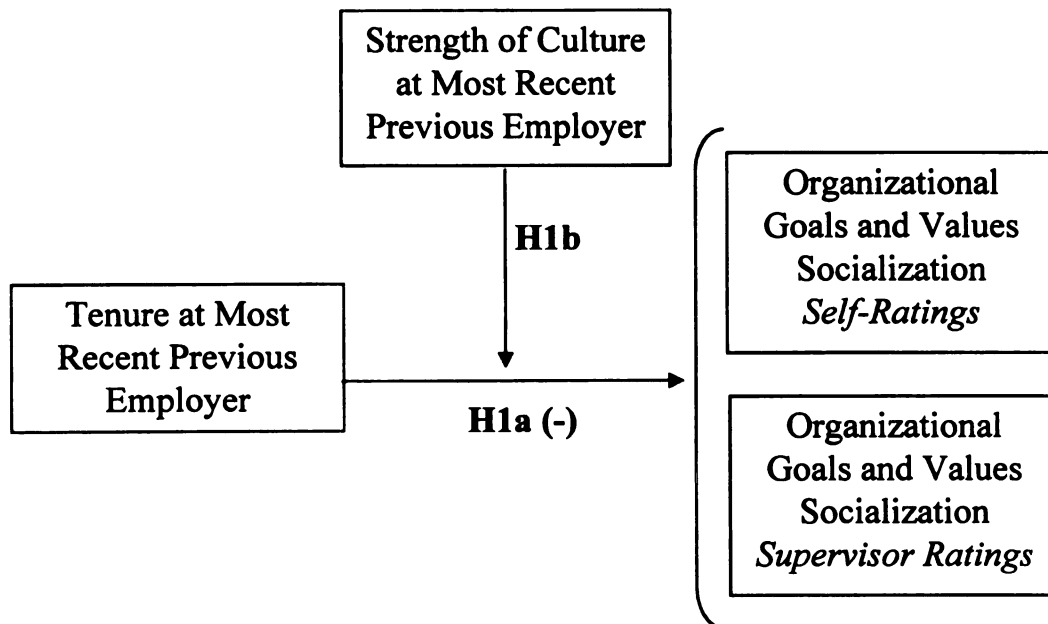 Strength of Culture
at Most Recent
Previous Employer
H1b
Tenure at Most
Recent Previous
Employer
H1a (-)
Organizational
Goals and Values
Socialization
Self-Ratings
Organizational
Goals and Values
Socialization
Supervisor Ratings